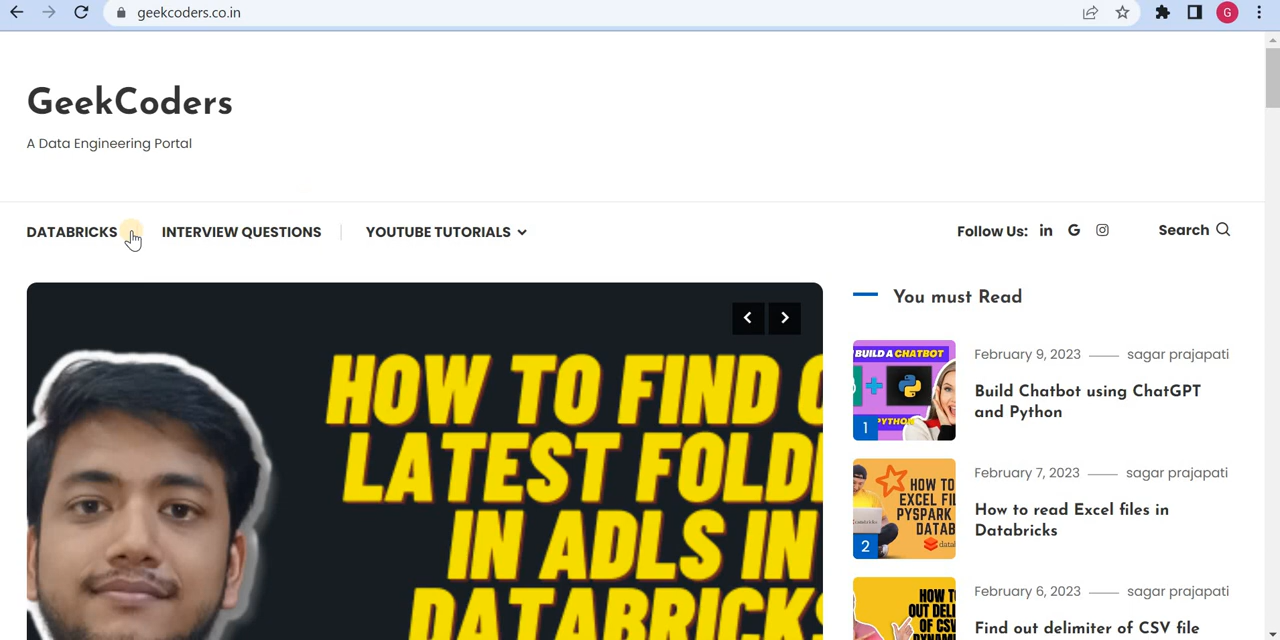 geekcoders.co.in
G
GeekCoders
A Data Engineering Portal
DATABRICKS INTERVIEW QUESTIONS YOUTUBE TUTORIALS
Follow Us: in G Search
HOW TO FIND
LATEST FOLD
IN ADLS IN
DATABRICKS
You must Read
BUILD A CHATBOT
PYTHON
1
February 9, 2023 sagar prajapati
Build Chatbot using ChatGPT
and Python
HOW TO
EXCEL FIL
PYSPARK
DATAB
datab
2
February 7, 2023 sagar prajapati
How to read Excel files in
Databricks
HOW T
OUT DELI
OF CSV
February 6, 2023 sagar prajapati
Find out delimiter of CSV file